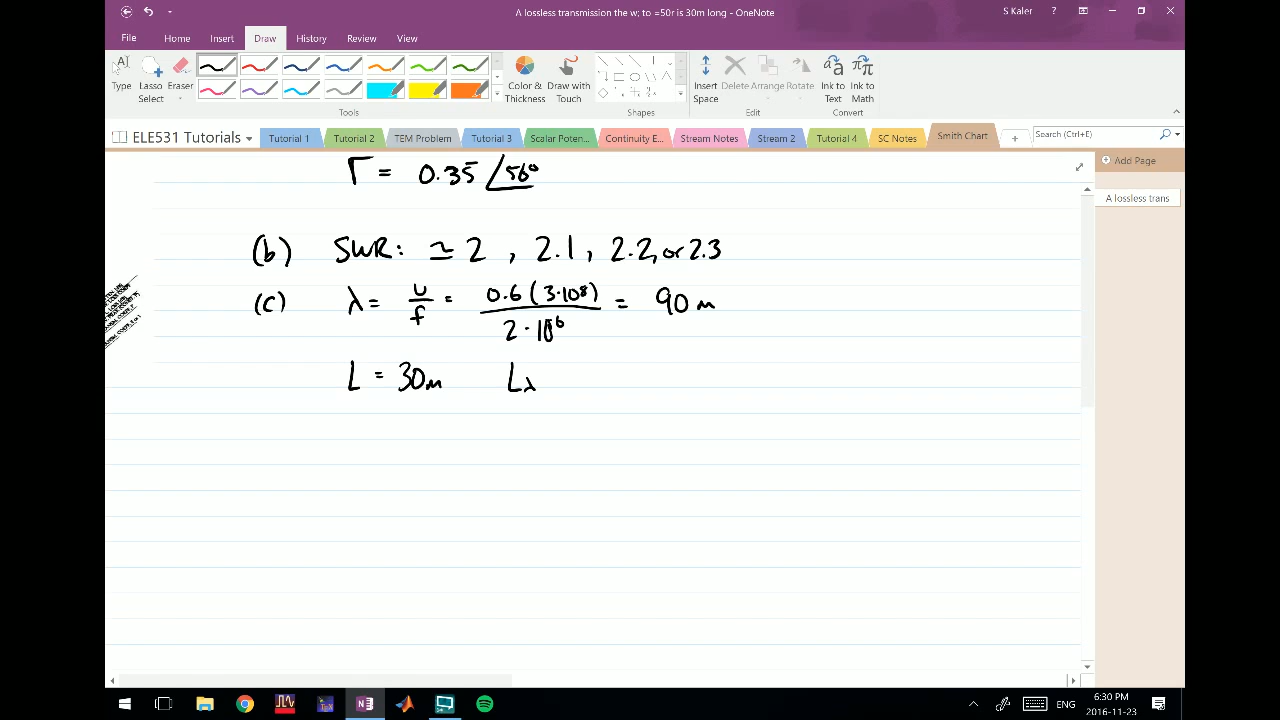 A lossless transmission the w; to =50r is 30m long - OneNote
S Kaler
?
File Home Insert Draw History Review View
Type
Lasso Select
Eraser
Color & Thickness
Draw with Touch
Insert Space
Delete
Arrange
Rotate
Ink to Text
Ink to Math
Tools
Shapes
Edit
Convert
ELE531 Tutorials
Tutorial 1
Tutorial 2
TEM Problem
Tutorial 3
Scalar Poten...
Continuity E...
Stream Notes
Stream 2
Tutorial 4
SC Notes
Smith Chart
Search (Ctrl+E)
Add Page
A lossless trans
Γ = 0.35 /56°
(b) SWR: ≃ 2 , 2.1 , 2.2, or 2.3
(c) λ = u/f = 0.6 (3·10⁸) / 2·10⁶ = 90 m
L = 30m Lλ
ENG
6:30 PM
2016-11-23